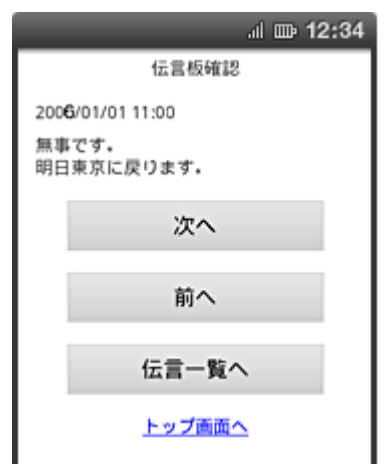 12:34
伝言板確認
2006/01/01 11:00
無事です。
明日東京に戻ります。
次へ
前へ
伝言一覧へ
トップ画面へ